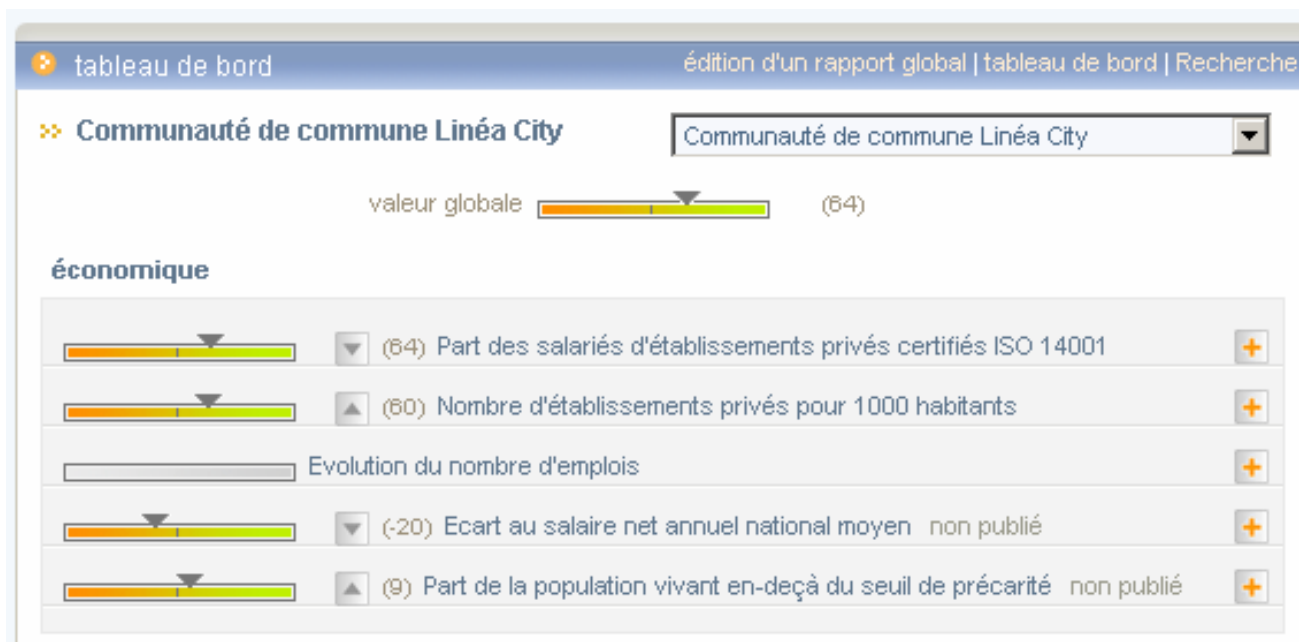 tableau de bord
édition d'un rapport global | tableau de bord | Recherche
Communauté de commune Linéa City
Communauté de commune Linéa City
valeur globale (64)
économique
(64) Part des salariés d'établissements privés certifiés ISO 14001
(60) Nombre d'établissements privés pour 1000 habitants
Evolution du nombre d'emplois
(-20) Ecart au salaire net annuel national moyen non publié
(9) Part de la population vivant en-deçà du seuil de précarité non publié